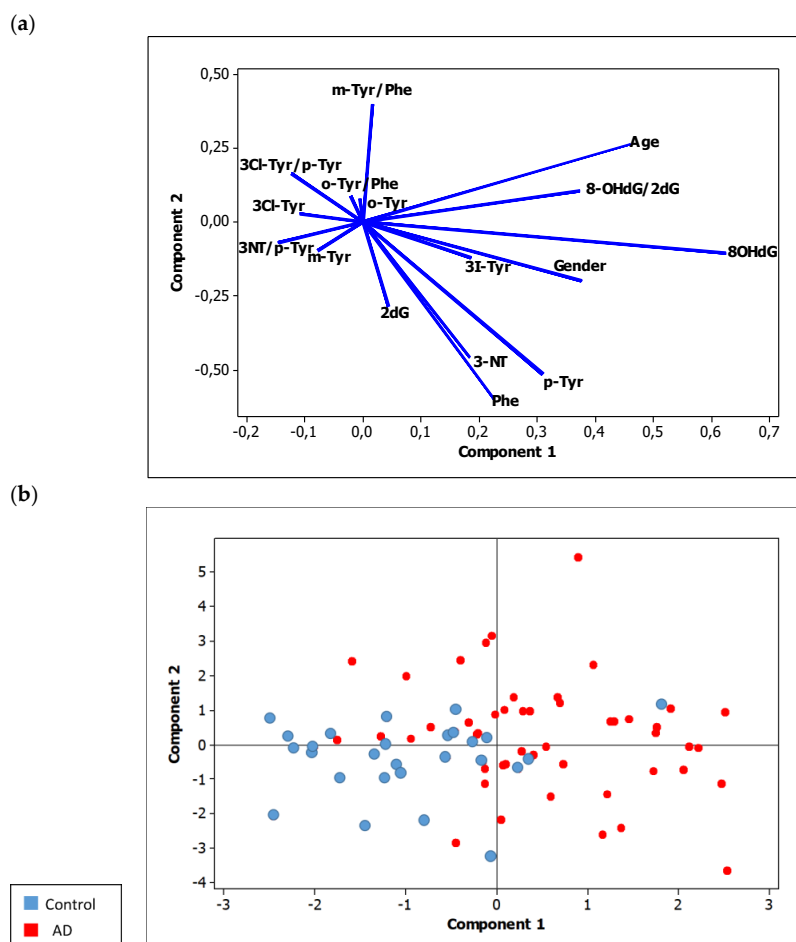 (a)
0,50
0,25
0,00
-0,25
-0,50
Component 2
m-Tyr/Phe
Age
3Cl-Tyr/p-Tyr
o-Tyr/Phe
8-OHdG/2dG
o-Tyr
3Cl-Tyr
3NT/p-Tyr
m-Tyr
8OHdG
3I-Tyr
Gender
2dG
3-NT
p-Tyr
Phe
-0,2 -0,1 0,0 0,1 0,2 0,3 0,4 0,5 0,6 0,7
Component 1
(b)
5
4
3
2
1
0
-1
-2
-3
-4
Component 2
-3 -2 -1 0 1 2 3
Component 1
Control
AD